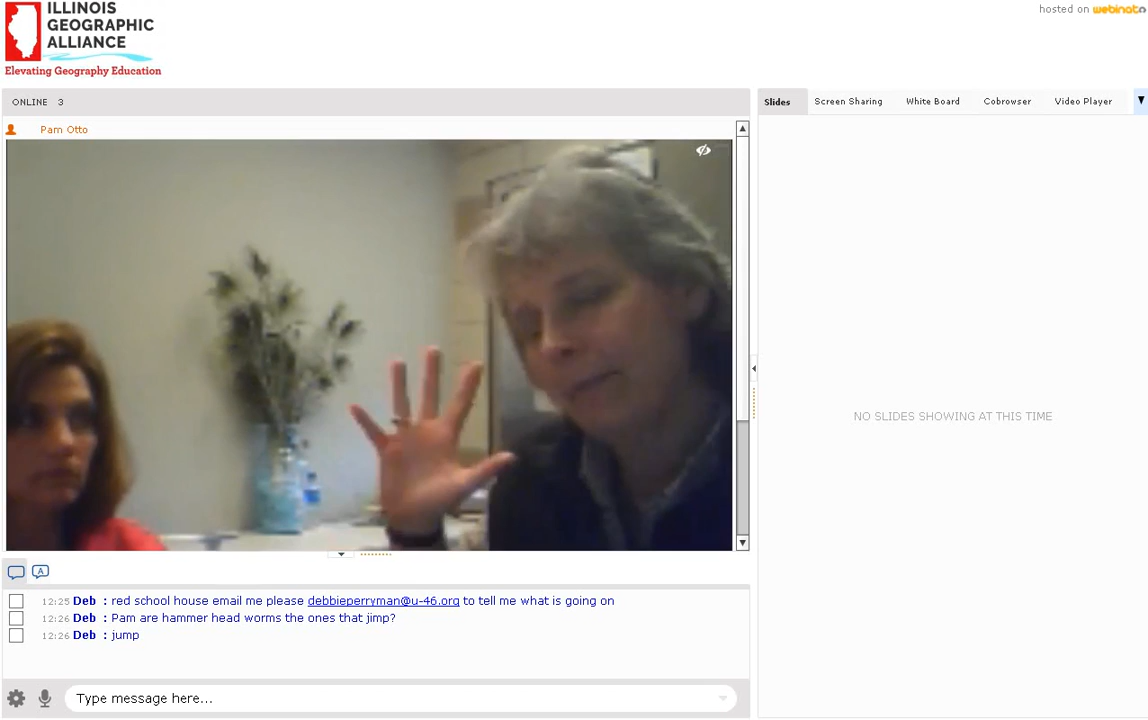 ILLINOIS
GEOGRAPHIC
ALLIANCE
Elevating Geography Education
hosted on webinato
ONLINE 3
Pam Otto
Slides Screen Sharing White Board Cobrowser Video Player
NO SLIDES SHOWING AT THIS TIME
A
12:25 Deb : red school house email me please debbieperryman@u-46.org to tell me what is going on
12:26 Deb : Pam are hammer head worms the ones that jimp?
12:26 Deb : jump
Type message here...